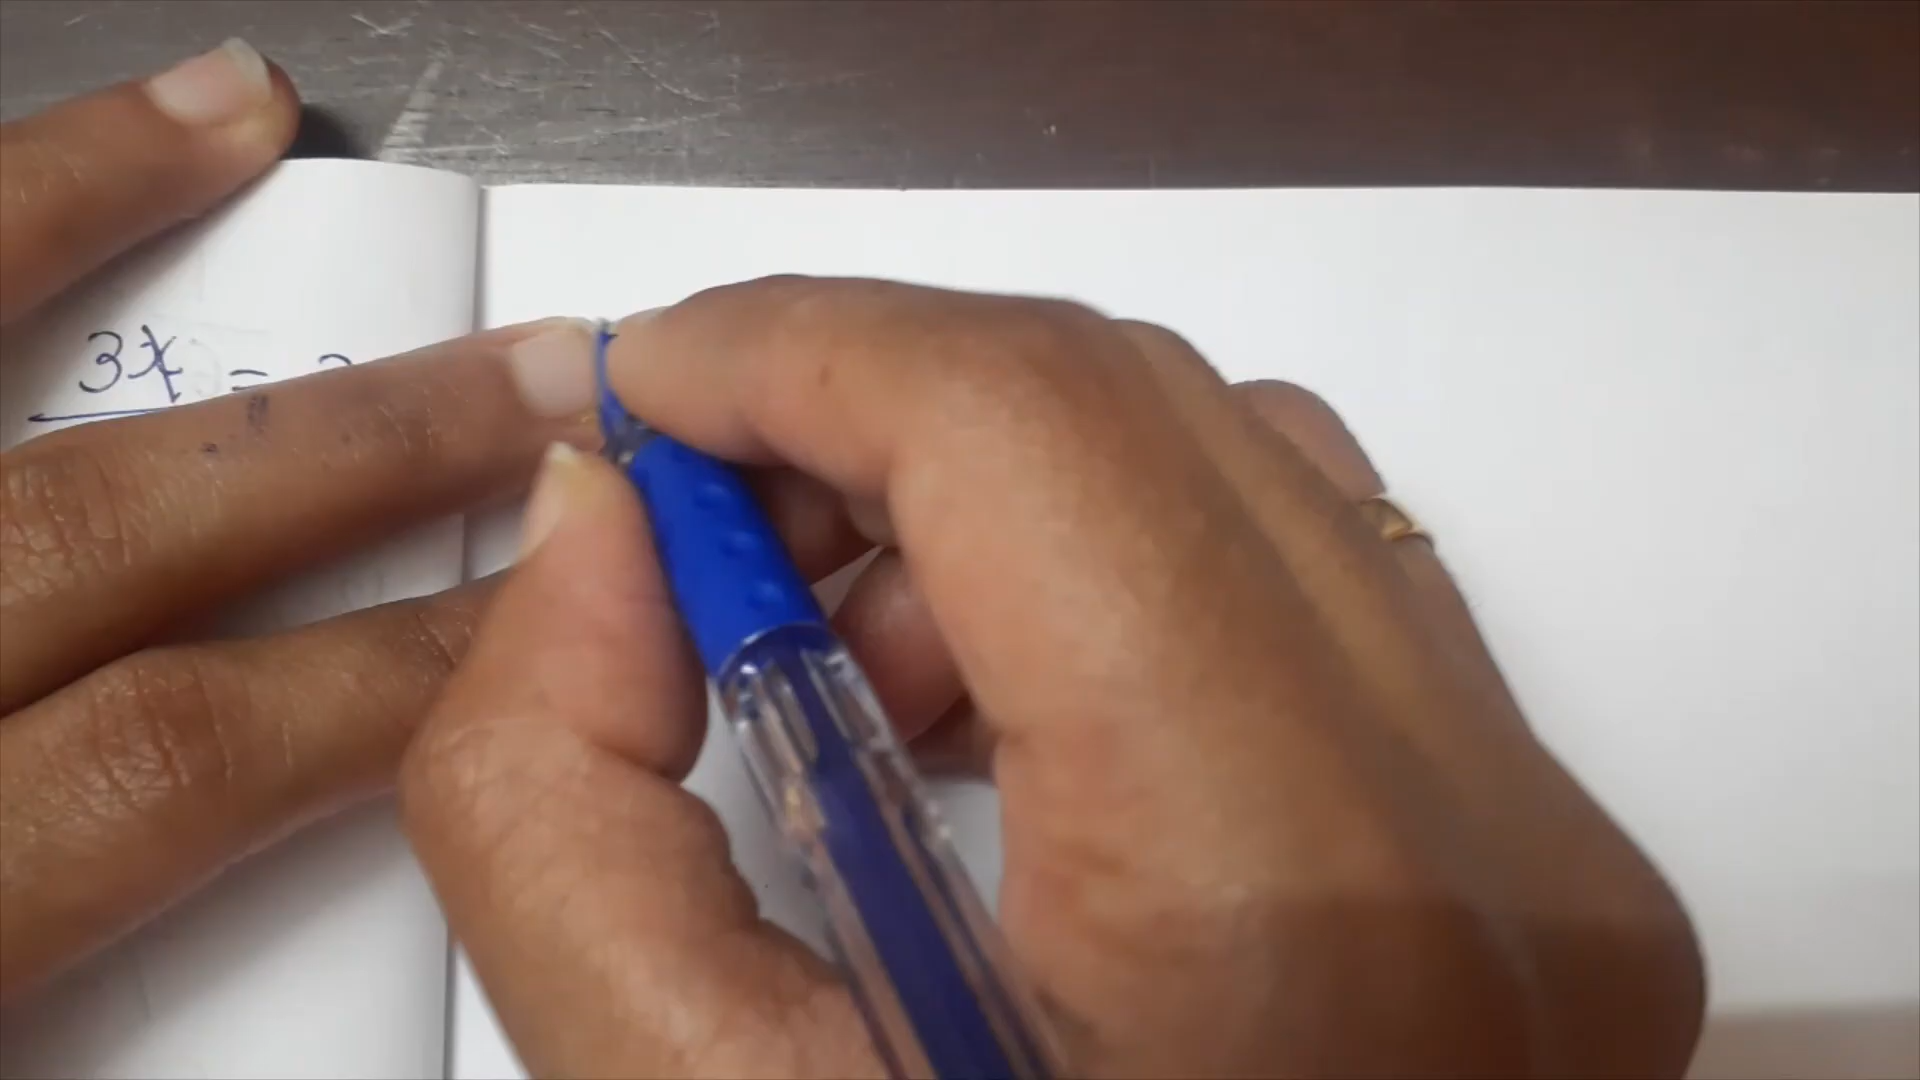 3x =